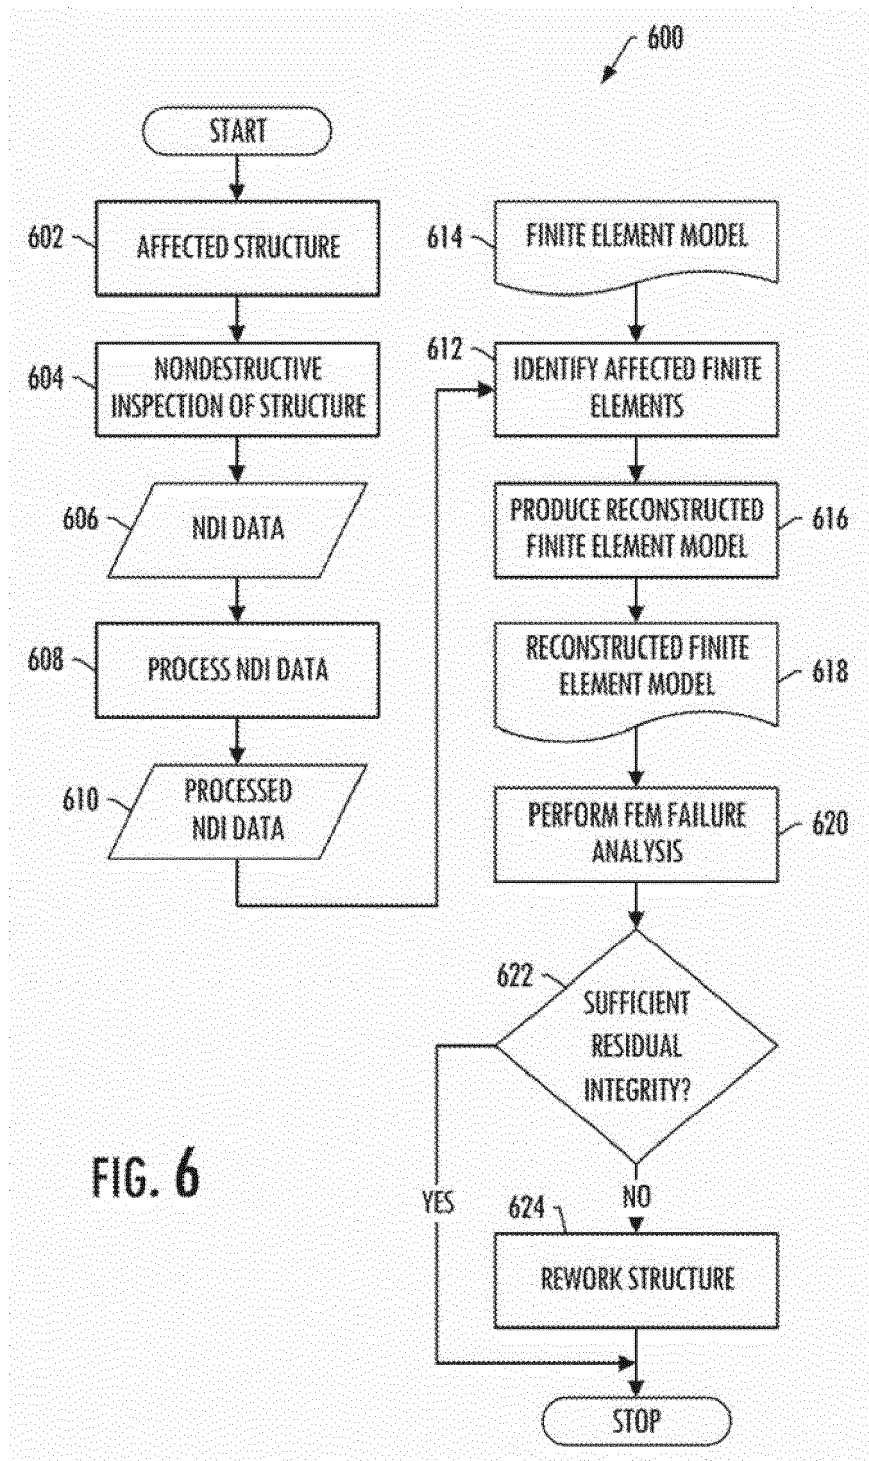 600
START
602
AFFECTED STRUCTURE
604
NONDESTRUCTIVE
INSPECTION OF STRUCTURE
606
NDI DATA
608
PROCESS NDI DATA
610
PROCESSED
NDI DATA
614
FINITE ELEMENT MODEL
612
IDENTIFY AFFECTED FINITE
ELEMENTS
PRODUCE RECONSTRUCTED
FINITE ELEMENT MODEL
616
RECONSTRUCTED FINITE
ELEMENT MODEL
618
PERFORM FEM FAILURE
ANALYSIS
620
622
SUFFICIENT
RESIDUAL
INTEGRITY?
YES
NO
624
REWORK STRUCTURE
STOP
FIG. 6